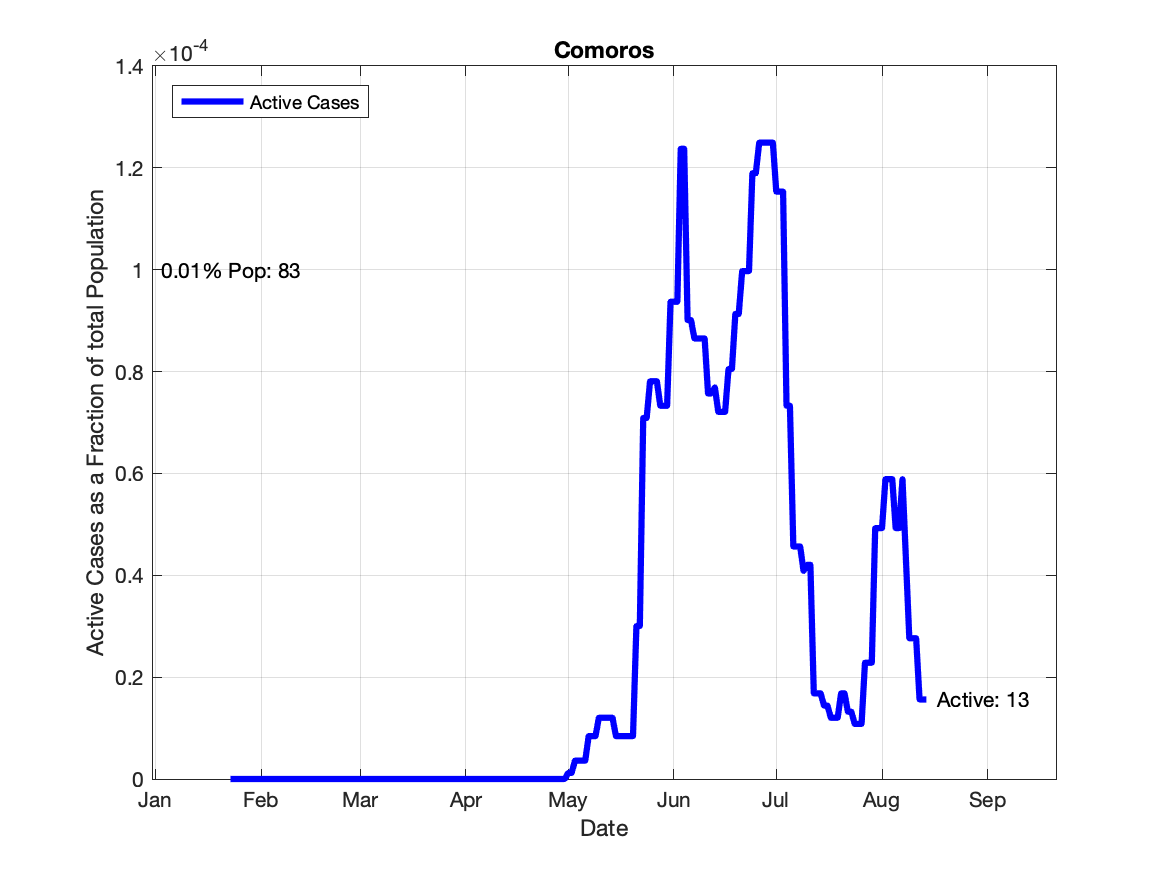 Comoros
×10-4
Active Cases
1.4
1.2
1
0.8
0.6
0.4
0.2
0
0.01% Pop: 83
Active: 13
Active Cases as a Fraction of total Population
Jan Feb Mar Apr May Jun Jul Aug Sep
Date